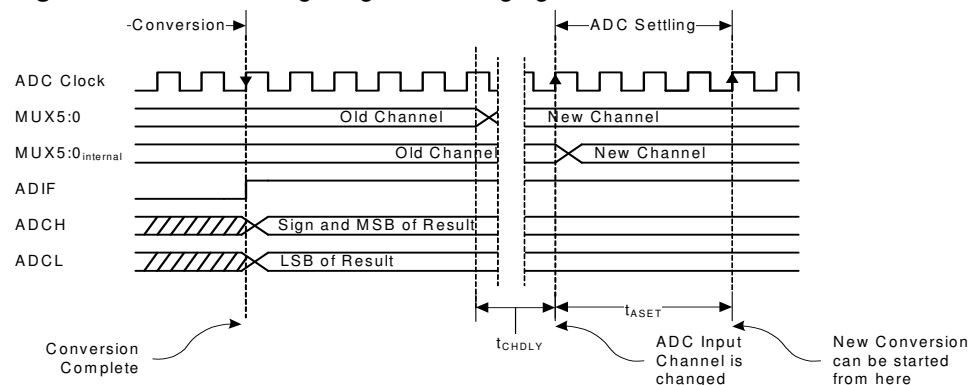 -Conversion
ADC Settling
ADC Clock
MUX5:0
Old Channel
New Channel
MUX5:0internal
Old Channel
New Channel
ADIF
ADCH
Sign and MSB of Result
ADCL
LSB of Result
tCHDLY
tASET
Conversion
Complete
ADC Input
Channel is
changed
New Conversion
can be started
from here